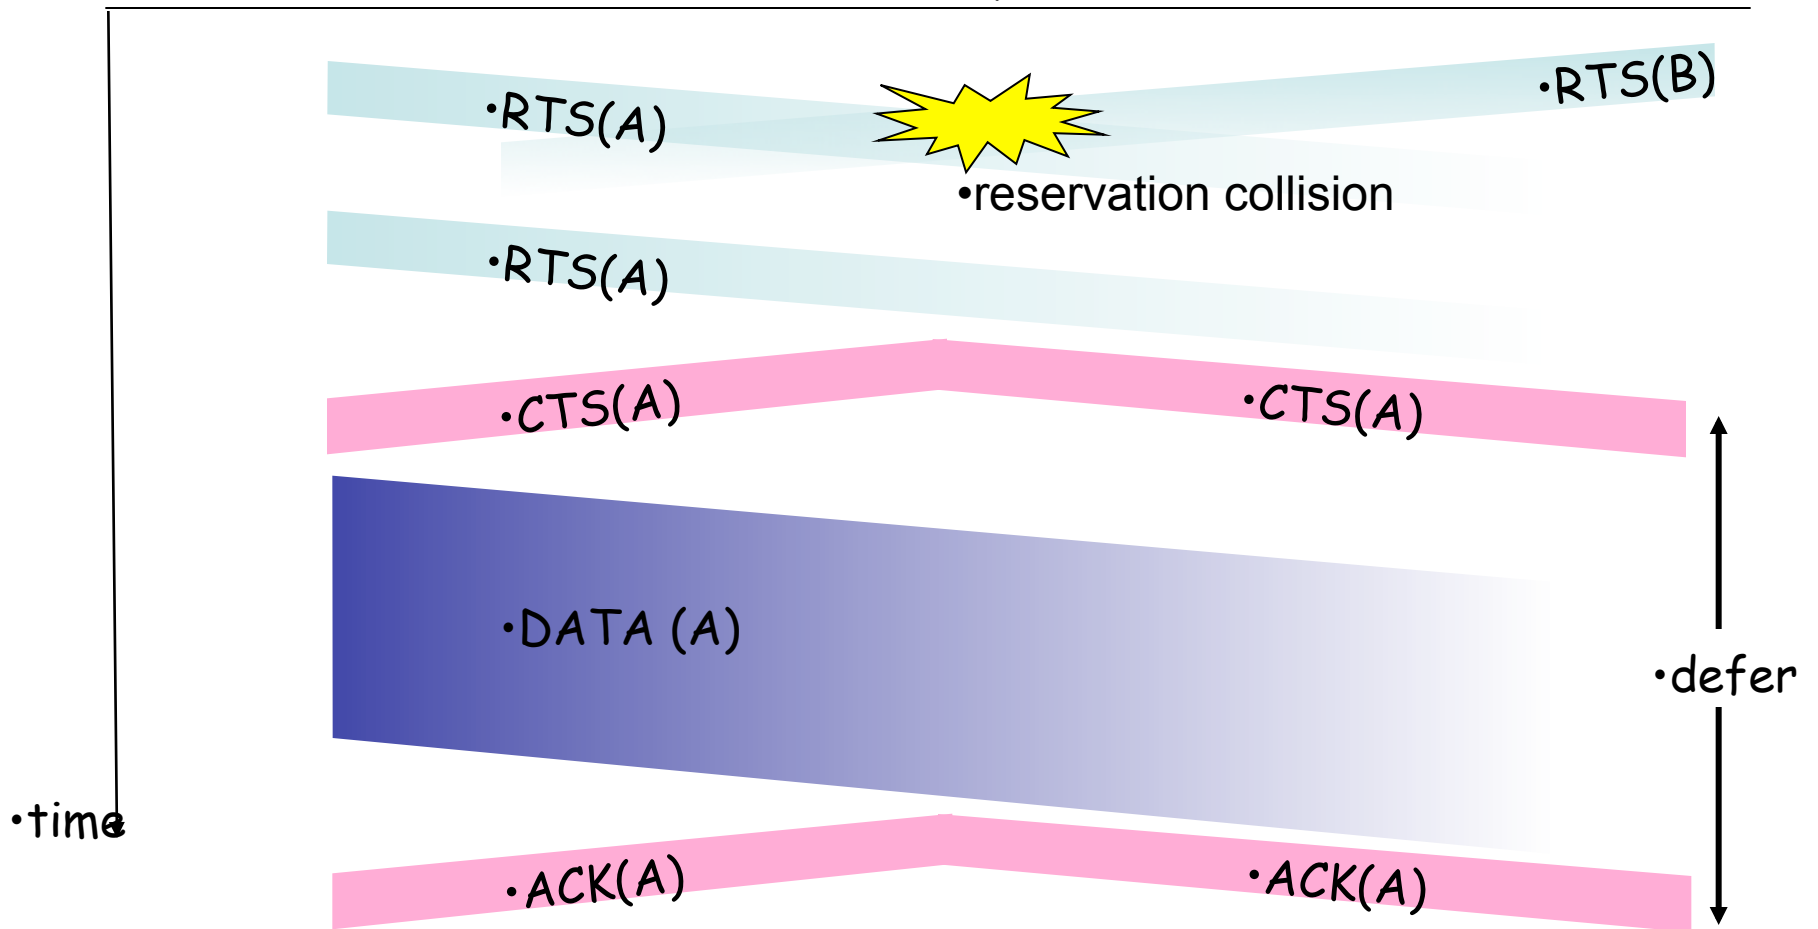 •RTS(B)
•RTS(A)
•reservation collision
•RTS(A)
•CTS(A)
•CTS(A)
•DATA (A)
•defer
•time
•ACK(A)
•ACK(A)